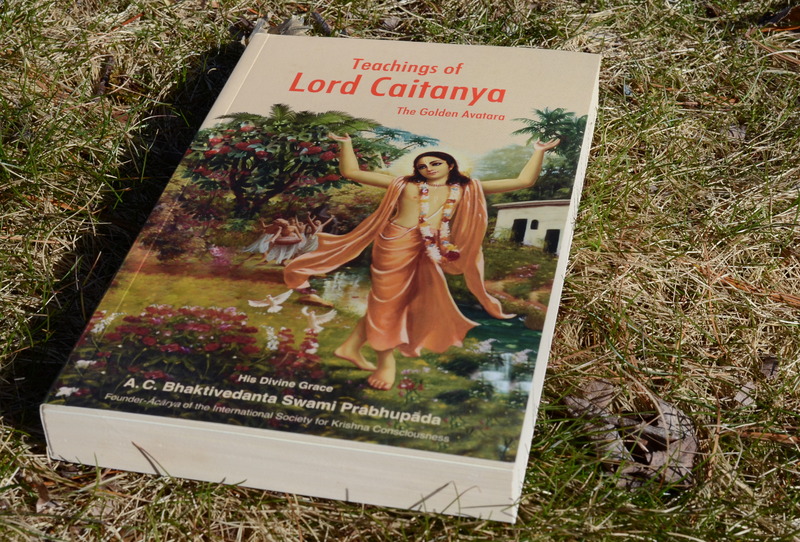 Teachings of
Lord Caitanya
The Golden Avatara
His Divine Grace
A. C. Bhaktivedanta Swami Prabhupāda
Founder-Ācārya of the International Society for Krishna Consciousness